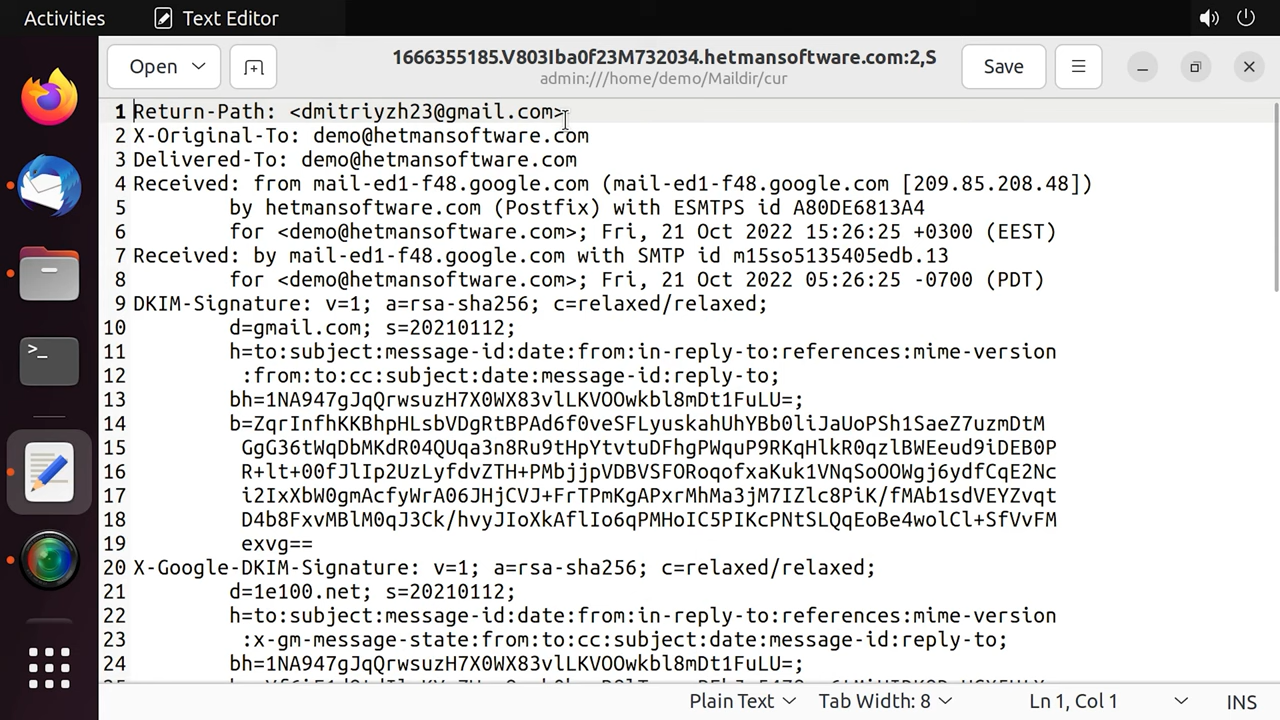 Activities
Text Editor
Open
1666355185.V803Iba0f23M732034.hetmansoftware.com:2,S
admin:///home/demo/Maildir/cur
Save
1 Return-Path: <dmitriyzh23@gmail.com>
2 X-Original-To: demo@hetmansoftware.com
3 Delivered-To: demo@hetmansoftware.com
4 Received: from mail-ed1-f48.google.com (mail-ed1-f48.google.com [209.85.208.48])
5 by hetmansoftware.com (Postfix) with ESMTPS id A80DE6813A4
6 for <demo@hetmansoftware.com>; Fri, 21 Oct 2022 15:26:25 +0300 (EEST)
7 Received: by mail-ed1-f48.google.com with SMTP id m15so5135405edb.13
8 for <demo@hetmansoftware.com>; Fri, 21 Oct 2022 05:26:25 -0700 (PDT)
9 DKIM-Signature: v=1; a=rsa-sha256; c=relaxed/relaxed;
10 d=gmail.com; s=20210112;
11 h=to:subject:message-id:date:from:in-reply-to:references:mime-version
12 :from:to:cc:subject:date:message-id:reply-to;
13 bh=1NA947gJqQrwsuzH7X0WX83vlLKVOOwkbl8mDt1FuLU=;
14 b=ZqrInfhKKBhpHLsbVDgRtBPAd6f0veSFLyuskahUhYBb0liJaUoPSh1SaeZ7uzmDtM
15 GgG36tWqDbMKdR04QUqa3n8Ru9tHpYtvtuDFhgPWquP9RKqHlkR0qzlBWEeud9iDEB0P
16 R+lt+00fJlIp2UzLyfdvZTH+PMbjjpVDBVSFORoqofxaKuk1VNqSoOOWgj6ydfCqE2Nc
17 i2IxXbW0gmAcfyWrA06JHjCVJ+FrTPmKgAPxrMhMa3jM7IZlc8PiK/fMAb1sdVEYZvqt
18 D4b8FxvMBlM0qJ3Ck/hvyJIoXkAflIo6qPMHoIC5PIKcPNtSLQqEoBe4wolCl+SfVvFM
19 exvg==
20 X-Google-DKIM-Signature: v=1; a=rsa-sha256; c=relaxed/relaxed;
21 d=1e100.net; s=20210112;
22 h=to:subject:message-id:date:from:in-reply-to:references:mime-version
23 :x-gm-message-state:from:to:cc:subject:date:message-id:reply-to;
24 bh=1NA947gJqQrwsuzH7X0WX83vlLKVOOwkbl8mDt1FuLU=;
Plain Text
Tab Width: 8
Ln 1, Col 1
INS